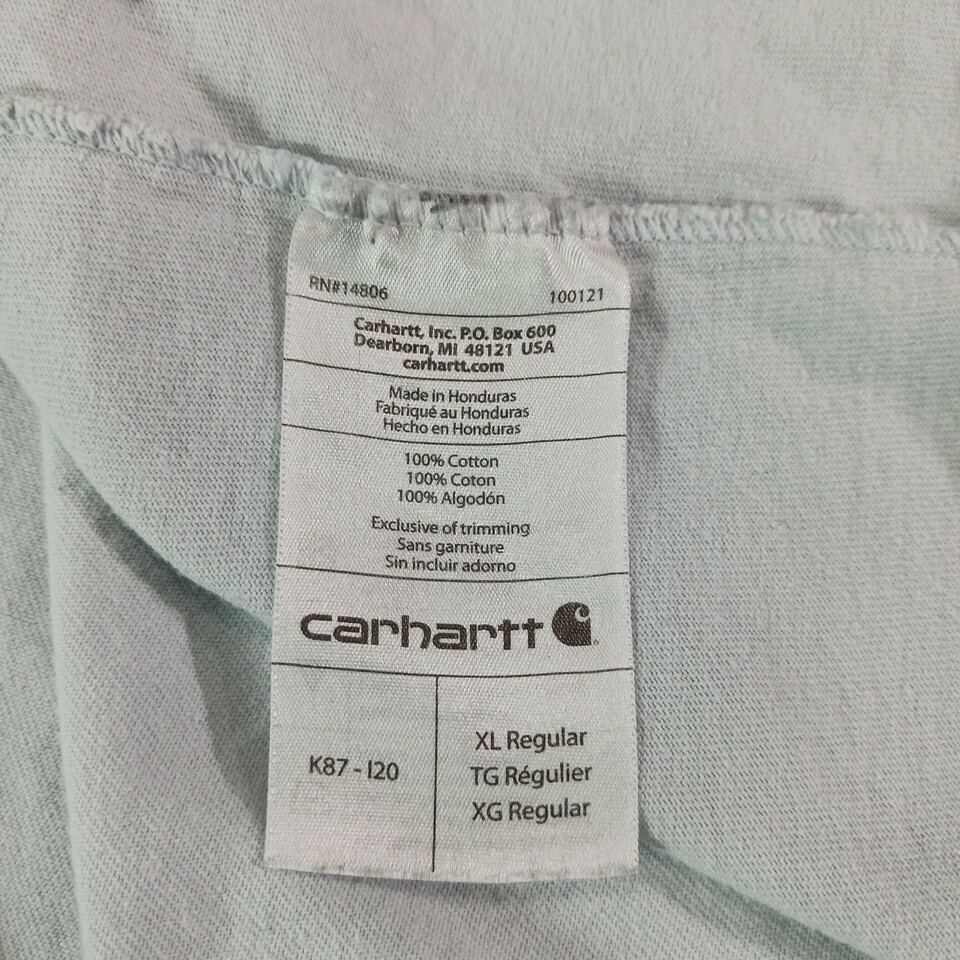 RN#14806 100121
Carhartt, Inc. P.O. Box 600
Dearborn, MI 48121 USA
carhartt.com
Made in Honduras
Fabriqué au Honduras
Hecho en Honduras
100% Cotton
100% Coton
100% Algodón
Exclusive of trimming
Sans garniture
Sin incluir adorno
carhartt
K87 - I20
XL Regular
TG Régulier
XG Regular